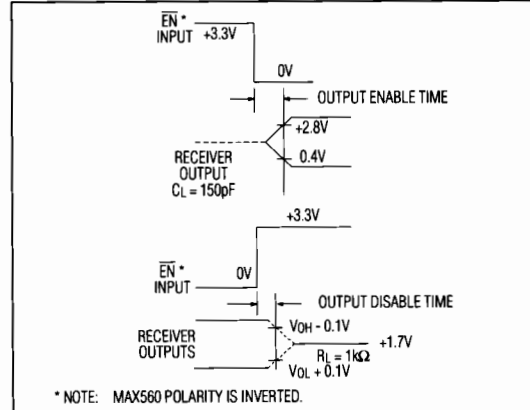 EN *
INPUT +3.3V
0V
OUTPUT ENABLE TIME
+2.8V
RECEIVER
OUTPUT
CL = 150pF
0.4V
+3.3V
EN *
INPUT
0V
OUTPUT DISABLE TIME
RECEIVER
OUTPUTS
VOH - 0.1V
+1.7V
RL = 1kΩ
VOL + 0.1V
* NOTE: MAX560 POLARITY IS INVERTED.